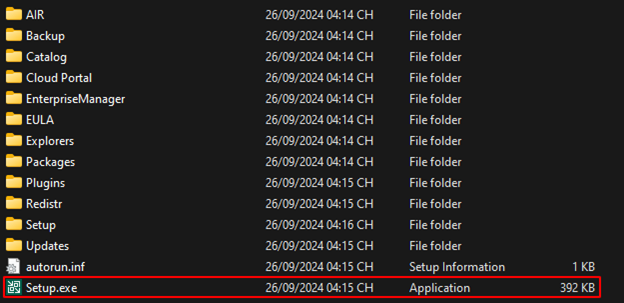 AIR 26/09/2024 04:14 CH File folder
Backup 26/09/2024 04:14 CH File folder
Catalog 26/09/2024 04:14 CH File folder
Cloud Portal 26/09/2024 04:14 CH File folder
EnterpriseManager 26/09/2024 04:14 CH File folder
EULA 26/09/2024 04:14 CH File folder
Explorers 26/09/2024 04:14 CH File folder
Packages 26/09/2024 04:14 CH File folder
Plugins 26/09/2024 04:15 CH File folder
Redistr 26/09/2024 04:15 CH File folder
Setup 26/09/2024 04:16 CH File folder
Updates 26/09/2024 04:15 CH File folder
autorun.inf 26/09/2024 04:15 CH Setup Information 1 KB
Setup.exe 26/09/2024 04:15 CH Application 392 KB